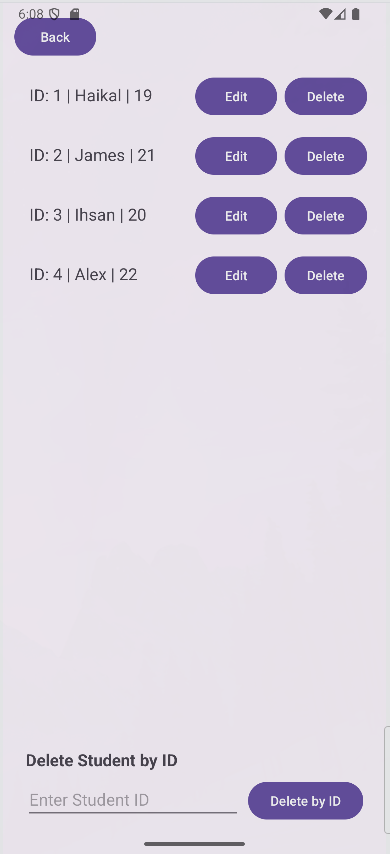 6:08
Back
ID: 1 | Haikal | 19 Edit Delete
ID: 2 | James | 21 Edit Delete
ID: 3 | Ihsan | 20 Edit Delete
ID: 4 | Alex | 22 Edit Delete
Delete Student by ID
Enter Student ID Delete by ID